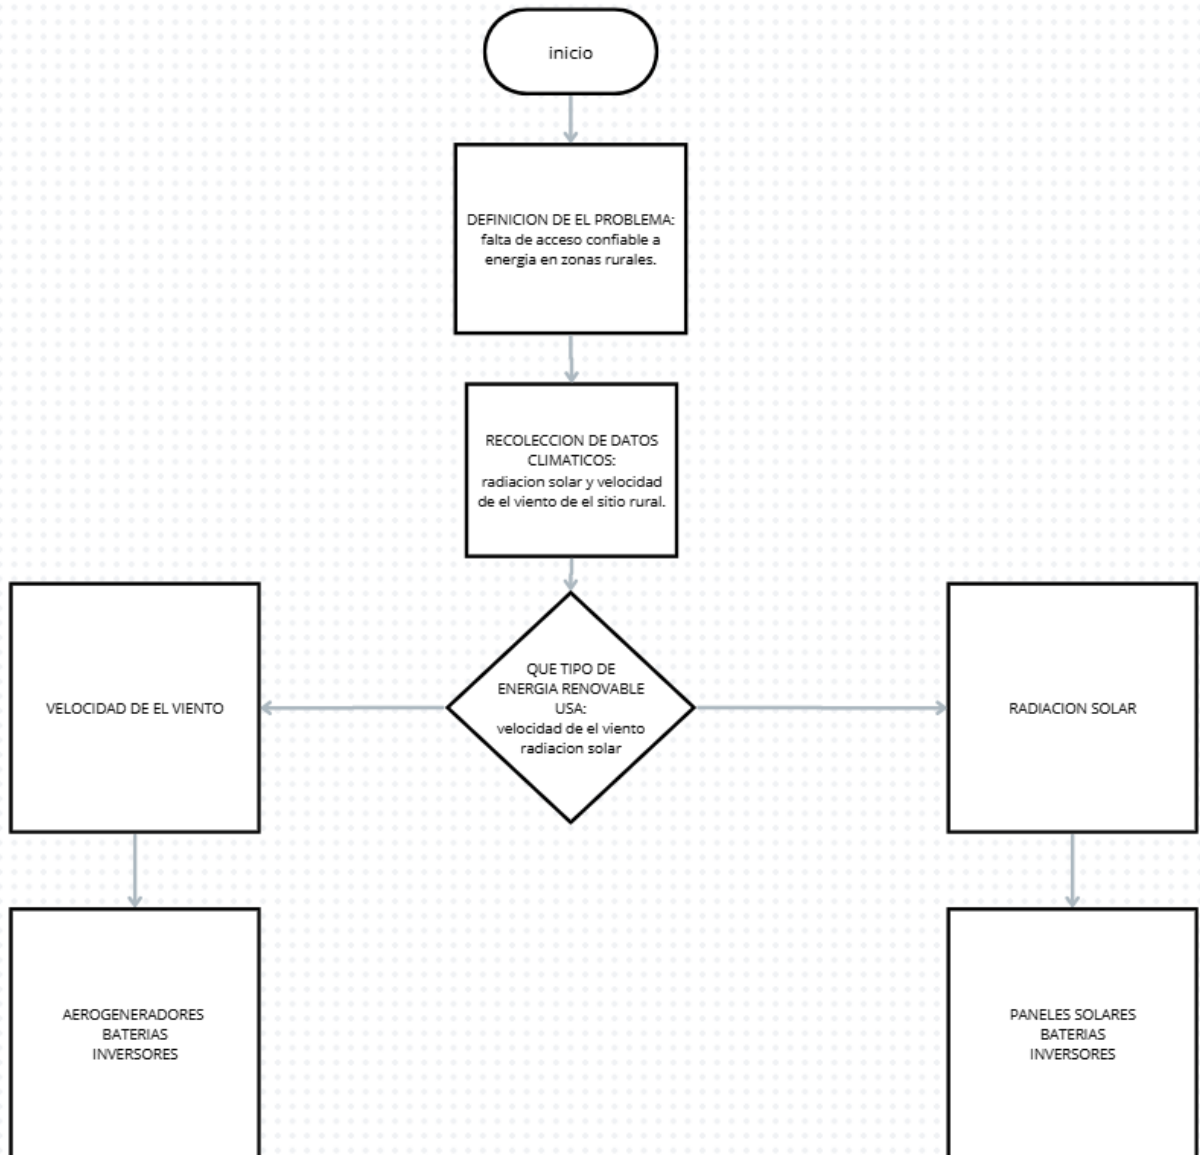 inicio
DEFINICION DE EL PROBLEMA:
falta de acceso confiable a
energia en zonas rurales.
RECOLECCION DE DATOS
CLIMATICOS:
radiacion solar y velocidad
de el viento de el sitio rural.
QUE TIPO DE
ENERGIA RENOVABLE
USA:
velocidad de el viento
radiacion solar
VELOCIDAD DE EL VIENTO
RADIACION SOLAR
AEROGENERADORES
BATERIAS
INVERSORES
PANELES SOLARES
BATERIAS
INVERSORES